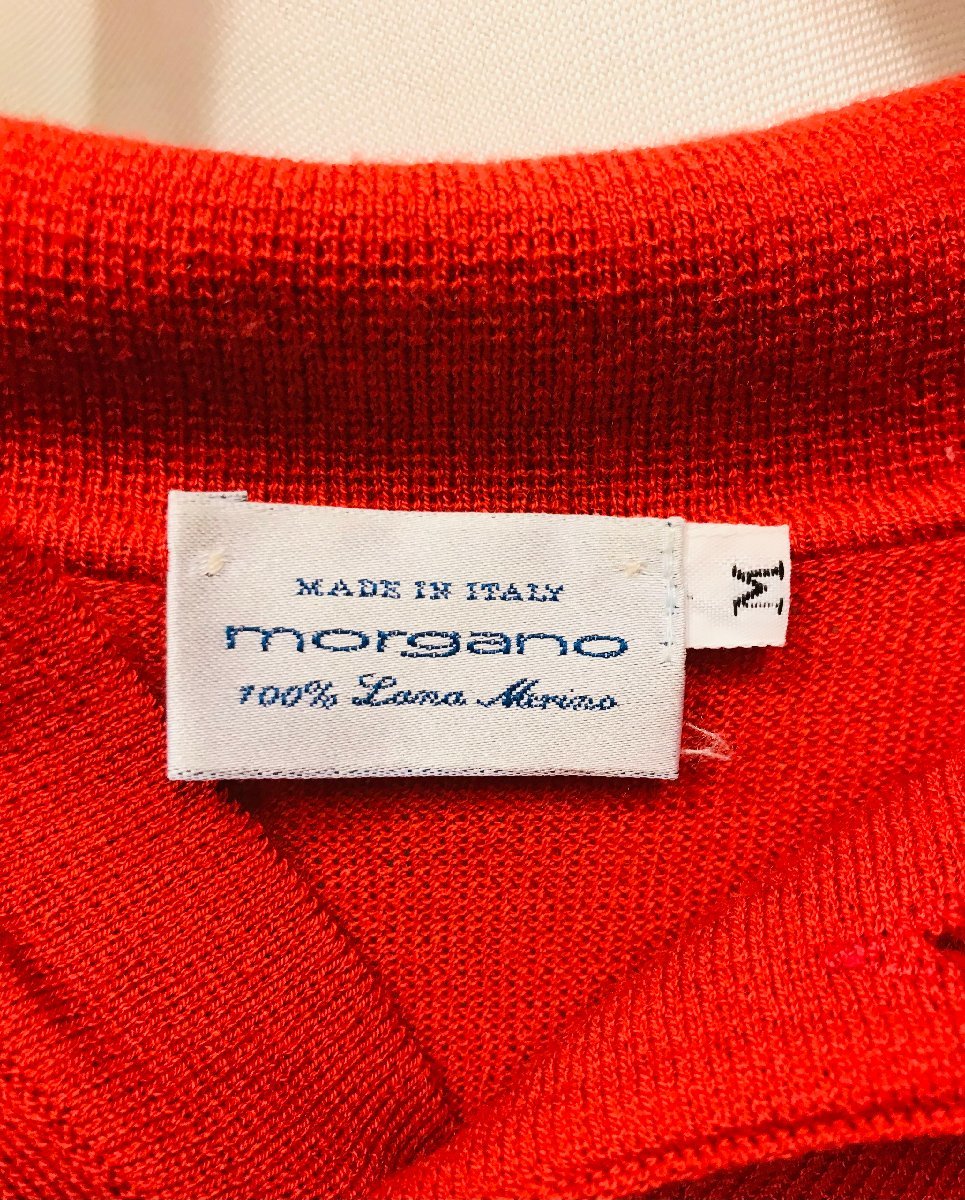 MADE IN ITALY
morgano
100% Lana Merino
M